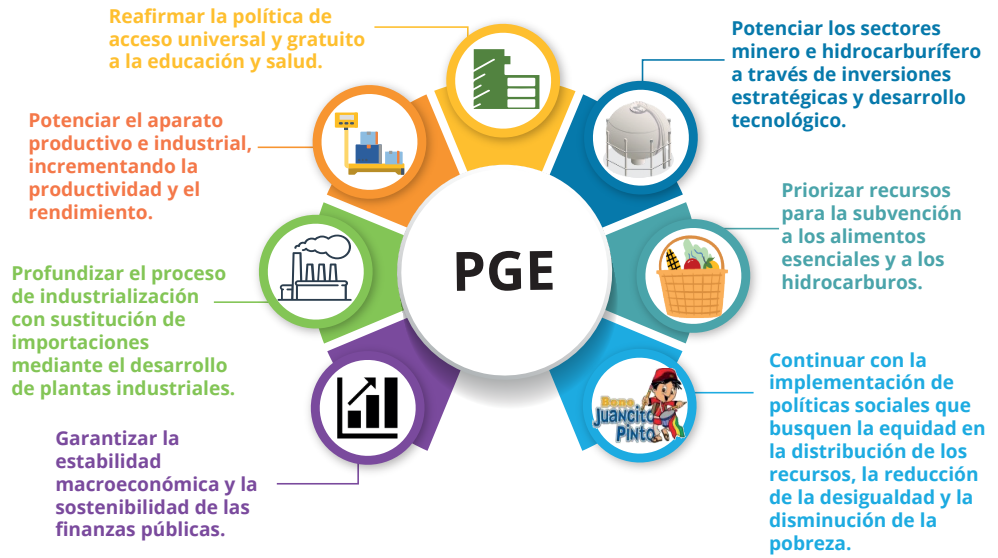 Reafirmar la política de
acceso universal y gratuito
a la educación y salud.
Potenciar los sectores
minero e hidrocarburífero
a través de inversiones
estratégicas y desarrollo
tecnológico.
Potenciar el aparato
productivo e industrial,
incrementando la
productividad y el
rendimiento.
Priorizar recursos
para la subvención
a los alimentos
esenciales y a los
hidrocarburos.
PGE
Profundizar el proceso
de industrialización
con sustitución de
importaciones
mediante el desarrollo
de plantas industriales.
Continuar con la
implementación de
políticas sociales que
busquen la equidad en
la distribución de los
recursos, la reducción
de la desigualdad y la
disminución de la
pobreza.
Bono
Juancito
Pinto
Garantizar la
estabilidad
macroeconómica y la
sostenibilidad de las
finanzas públicas.